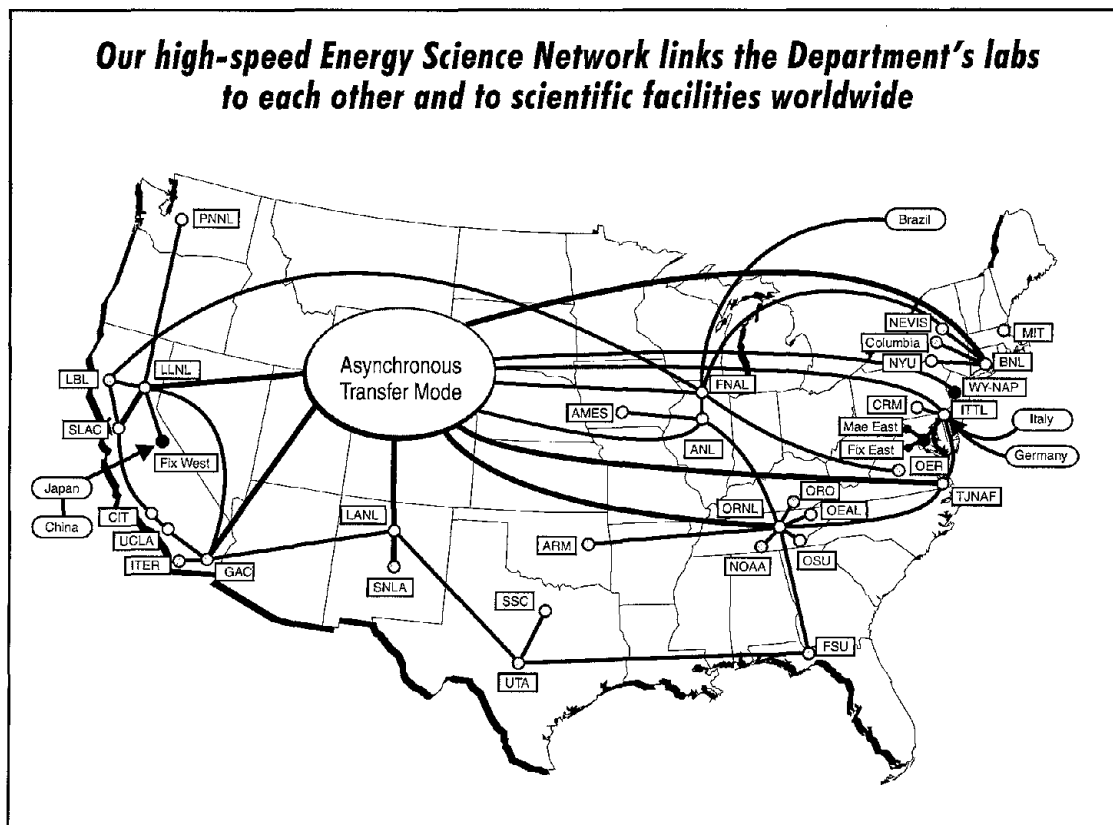 Our high-speed Energy Science Network links the Department's labs
to each other and to scientific facilities worldwide
PNNL
Brazil
NEVIS
MIT
Columbia
NYU
BNL
LLNL
LBL
Asynchronous
Transfer Mode
FNAL
WY-NAP
AMES
CRM
ITTL
Italy
SLAC
Mae East
ANL
Fix West
Fix East
Germany
OER
Japan
TJNAF
ORO
CIT
LANL
ORNL
OEAL
China
UCLA
ARM
ITER
GAC
NOAA
OSU
SNLA
SSC
FSU
UTA